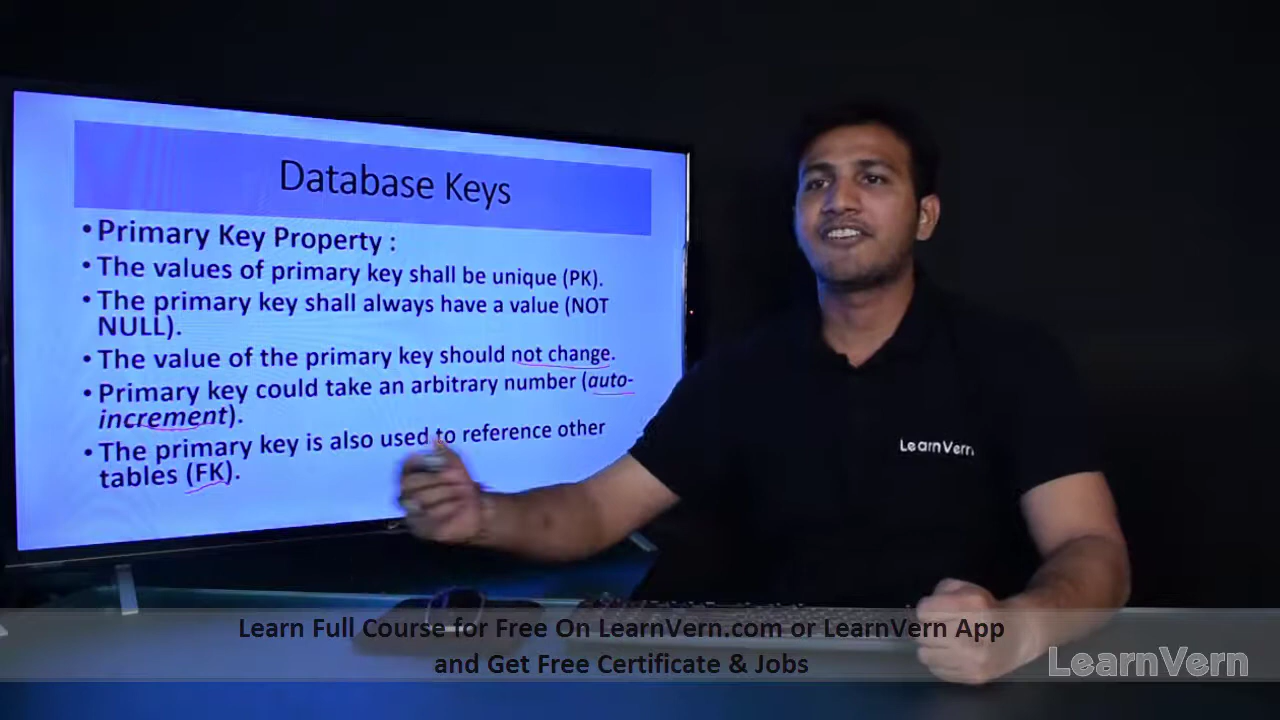 Database Keys
•Primary Key Property :
•The values of primary key shall be unique (PK).
•The primary key shall always have a value (NOT
NULL).
•The value of the primary key should not change.
•Primary key could take an arbitrary number (auto-
increment).
•The primary key is also used to reference other
tables (FK).
LearnVern
Learn Full Course for Free On LearnVern.com or LearnVern App
and Get Free Certificate & Jobs
LearnVern